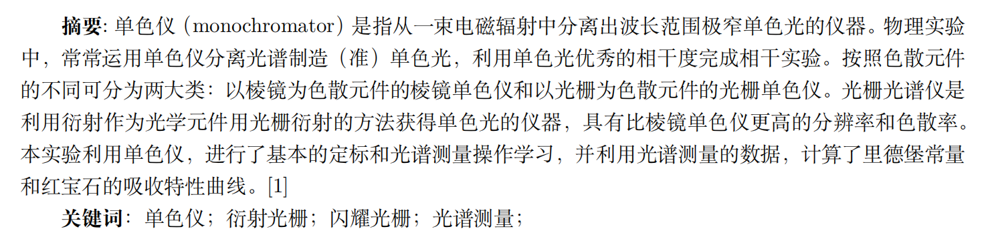 摘要: 单色仪（monochromator）是指从一束电磁辐射中分离出波长范围极窄单色光的仪器。物理实验
中，常常运用单色仪分离光谱制造（准）单色光，利用单色光优秀的相干度完成相干实验。按照色散元件
的不同可分为两大类：以棱镜为色散元件的棱镜单色仪和以光栅为色散元件的光栅单色仪。光栅光谱仪是
利用衍射作为光学元件用光栅衍射的方法获得单色光的仪器，具有比棱镜单色仪更高的分辨率和色散率。
本实验利用单色仪，进行了基本的定标和光谱测量操作学习，并利用光谱测量的数据，计算了里德堡常量
和红宝石的吸收特性曲线。[1]
关键词：单色仪；衍射光栅；闪耀光栅；光谱测量；